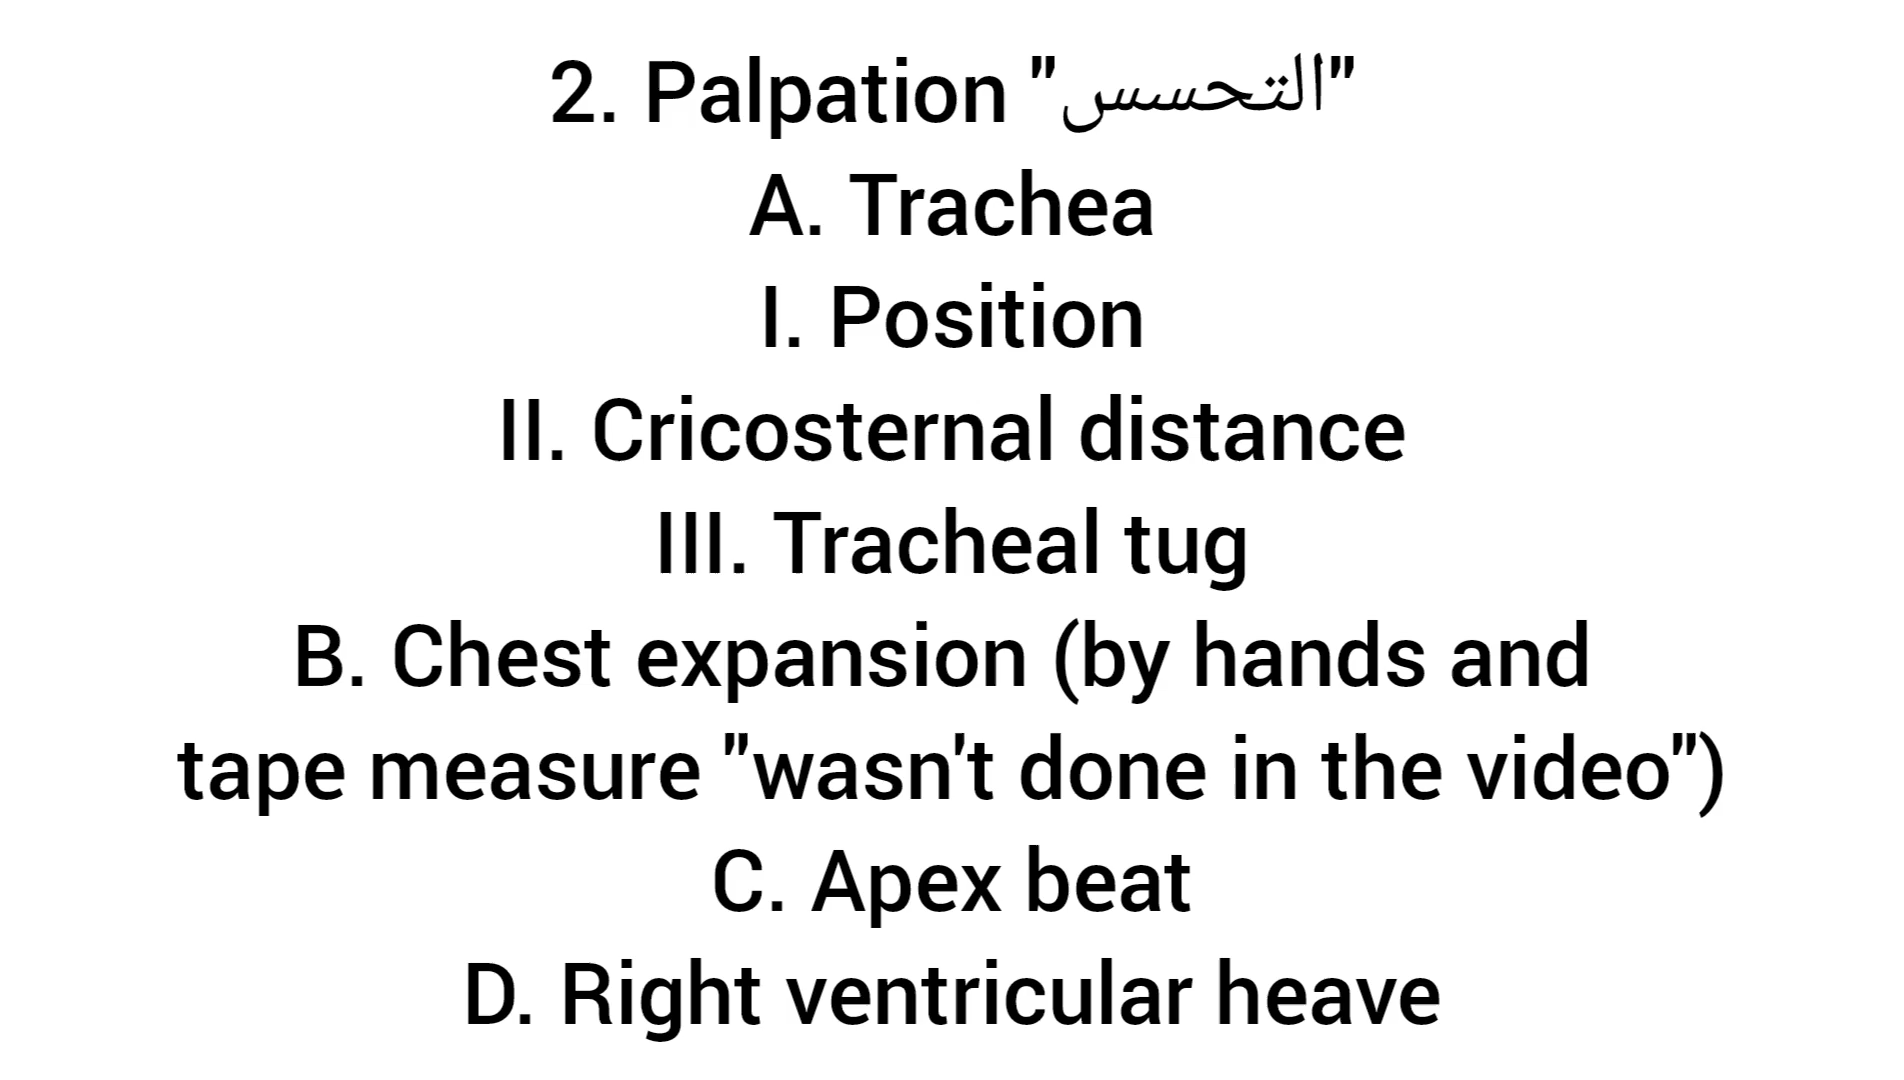 2. Palpation "التحسس"
A. Trachea
I. Position
II. Cricosternal distance
III. Tracheal tug
B. Chest expansion (by hands and
tape measure "wasn't done in the video")
C. Apex beat
D. Right ventricular heave